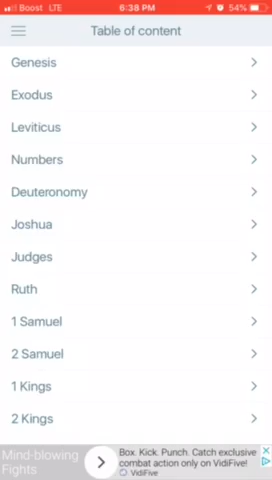 Boost LTE 6:38 PM 54%
Table of content
Genesis
Exodus
Leviticus
Numbers
Deuteronomy
Joshua
Judges
Ruth
1 Samuel
2 Samuel
1 Kings
2 Kings
Mind-blowing
Fights
Box. Kick. Punch. Catch exclusive
combat action only on VidiFive!
VidiFive